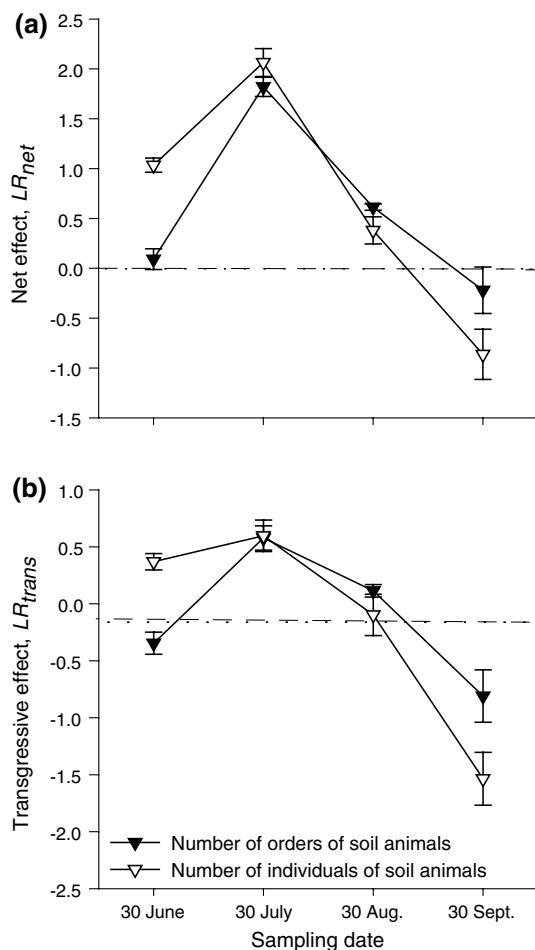 (a)
2.5
2.0
1.5
1.0
0.5
0.0
-0.5
-1.0
-1.5
Net effect, LRnet
(b)
1.0
0.5
0.0
-0.5
-1.0
-1.5
-2.0
-2.5
Transgressive effect, LRtrans
Number of orders of soil animals
Number of individuals of soil animals
30 June 30 July 30 Aug. 30 Sept.
Sampling date